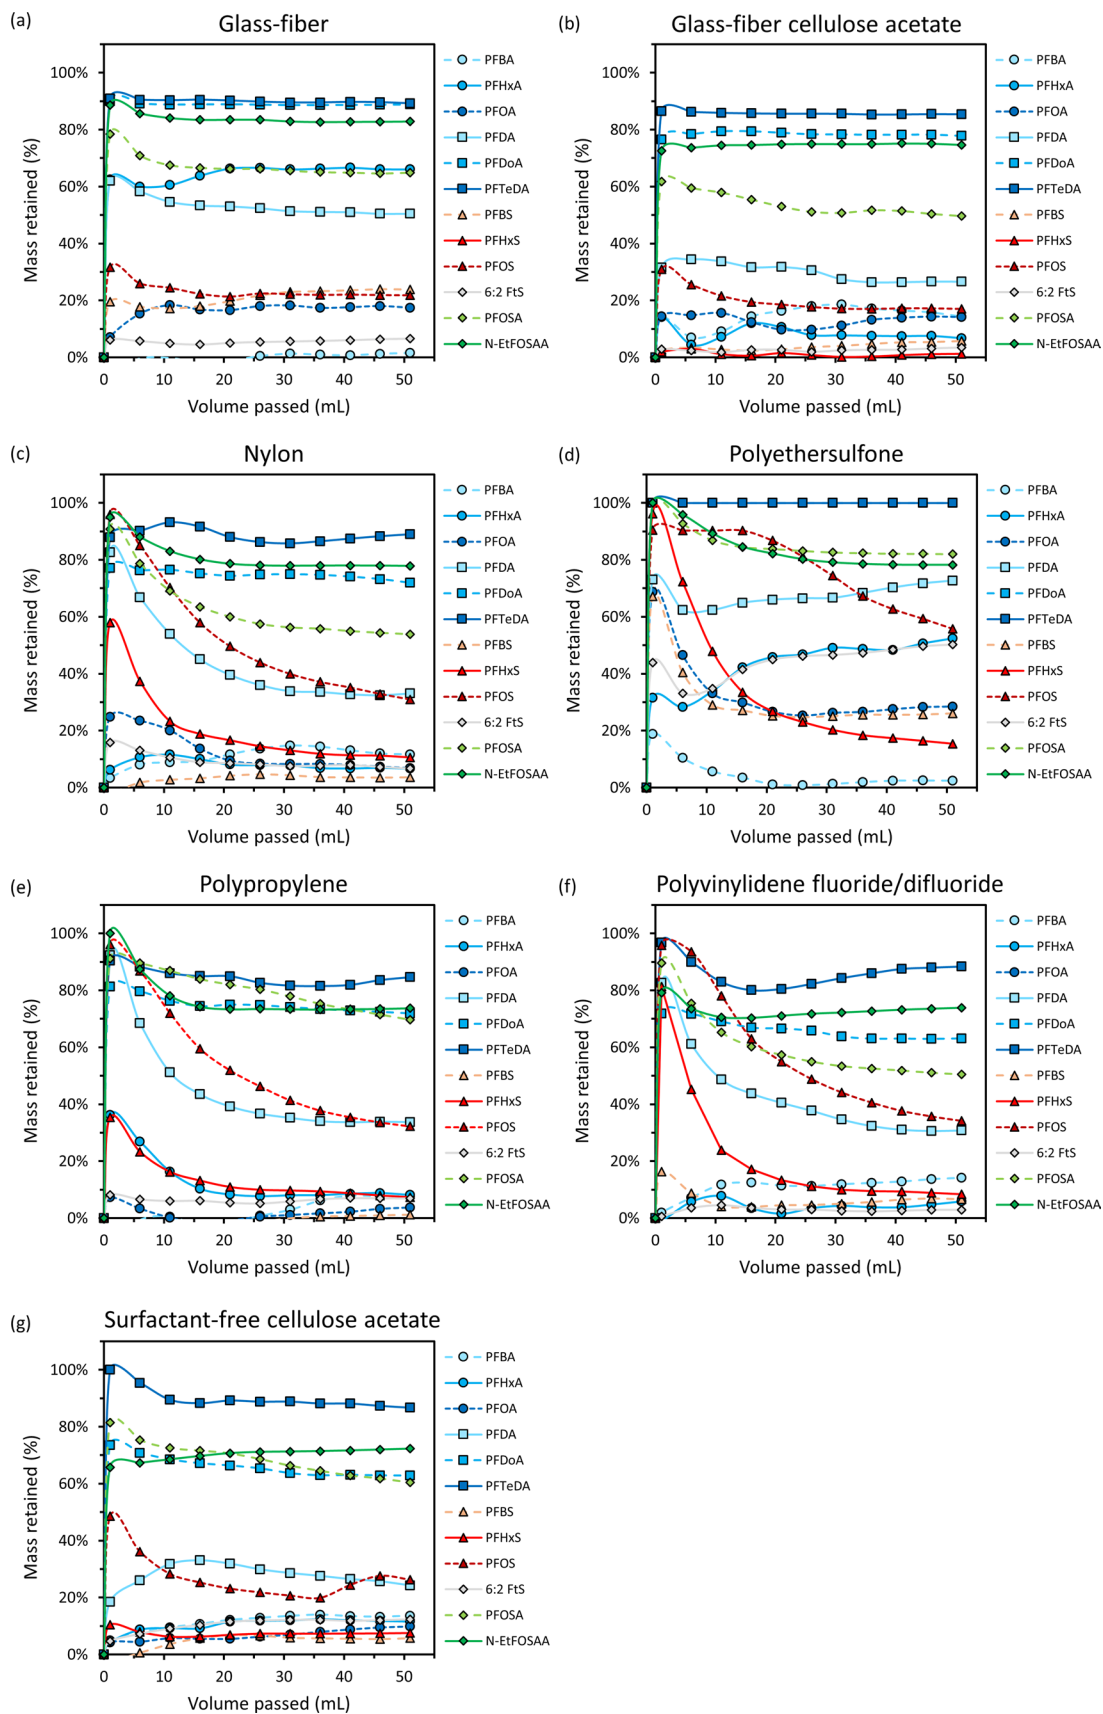 (a) Glass-fiber
100%
80%
60%
40%
20%
0%
Mass retained (%)
0 10 20 30 40 50
Volume passed (mL)
PFBA
PFHxA
PFOA
PFDA
PFDoA
PFTeDA
PFBS
PFHxS
PFOS
6:2 FtS
PFOSA
N-EtFOSAA
(b) Glass-fiber cellulose acetate
100%
80%
60%
40%
20%
0%
Mass retained (%)
0 10 20 30 40 50
Volume passed (mL)
PFBA
PFHxA
PFOA
PFDA
PFDoA
PFTeDA
PFBS
PFHxS
PFOS
6:2 FtS
PFOSA
N-EtFOSAA
(c) Nylon
100%
80%
60%
40%
20%
0%
Mass retained (%)
0 10 20 30 40 50
Volume passed (mL)
PFBA
PFHxA
PFOA
PFDA
PFDoA
PFTeDA
PFBS
PFHxS
PFOS
6:2 FtS
PFOSA
N-EtFOSAA
(d) Polyethersulfone
100%
80%
60%
40%
20%
0%
Mass retained (%)
0 10 20 30 40 50
Volume passed (mL)
PFBA
PFHxA
PFOA
PFDA
PFDoA
PFTeDA
PFBS
PFHxS
PFOS
6:2 FtS
PFOSA
N-EtFOSAA
(e) Polypropylene
100%
80%
60%
40%
20%
0%
Mass retained (%)
0 10 20 30 40 50
Volume passed (mL)
PFBA
PFHxA
PFOA
PFDA
PFDoA
PFTeDA
PFBS
PFHxS
PFOS
6:2 FtS
PFOSA
N-EtFOSAA
(f) Polyvinylidene fluoride/difluoride
100%
80%
60%
40%
20%
0%
Mass retained (%)
0 10 20 30 40 50
Volume passed (mL)
PFBA
PFHxA
PFOA
PFDA
PFDoA
PFTeDA
PFBS
PFHxS
PFOS
6:2 FtS
PFOSA
N-EtFOSAA
(g) Surfactant-free cellulose acetate
100%
80%
60%
40%
20%
0%
Mass retained (%)
0 10 20 30 40 50
Volume passed (mL)
PFBA
PFHxA
PFOA
PFDA
PFDoA
PFTeDA
PFBS
PFHxS
PFOS
6:2 FtS
PFOSA
N-EtFOSAA